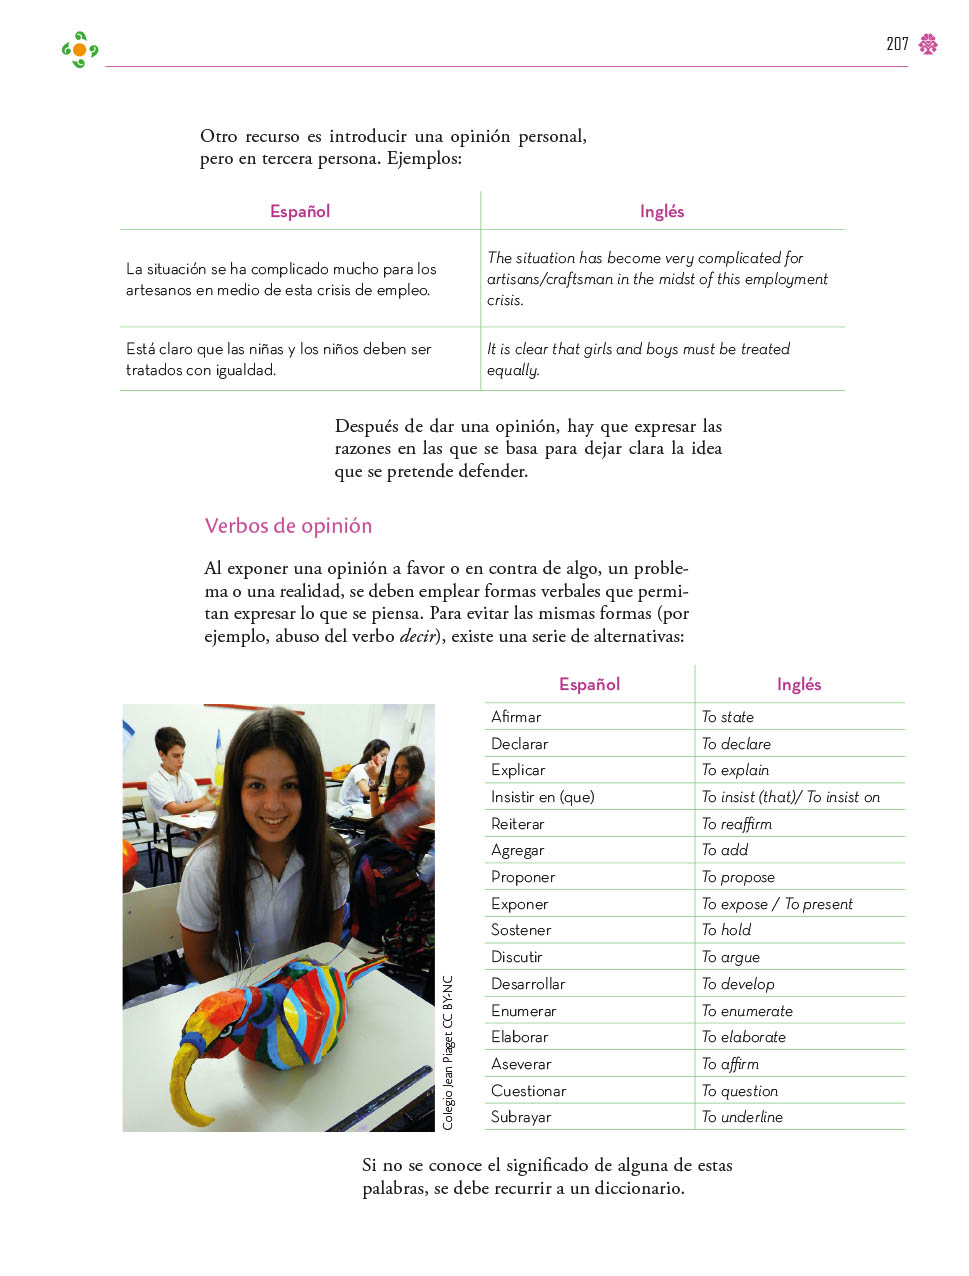 207
Otro recurso es introducir una opinión personal,
pero en tercera persona. Ejemplos:
Español
Inglés
La situación se ha complicado mucho para los
artesanos en medio de esta crisis de empleo.
The situation has become very complicated for
artisans/craftsman in the midst of this employment
crisis.
Está claro que las niñas y los niños deben ser
tratados con igualdad.
It is clear that girls and boys must be treated
equally.
Después de dar una opinión, hay que expresar las
razones en las que se basa para dejar clara la idea
que se pretende defender.
Verbos de opinión
Al exponer una opinión a favor o en contra de algo, un proble-
ma o una realidad, se deben emplear formas verbales que permi-
tan expresar lo que se piensa. Para evitar las mismas formas (por
ejemplo, abuso del verbo decir), existe una serie de alternativas:
Colegio Jean Piaget CC BY-NC
Español
Inglés
Afirmar
To state
Declarar
To declare
Explicar
To explain
Insistir en (que)
To insist (that)/ To insist on
Reiterar
To reaffirm
Agregar
To add
Proponer
To propose
Exponer
To expose / To present
Sostener
To hold
Discutir
To argue
Desarrollar
To develop
Enumerar
To enumerate
Elaborar
To elaborate
Aseverar
To affirm
Cuestionar
To question
Subrayar
To underline
Si no se conoce el significado de alguna de estas
palabras, se debe recurrir a un diccionario.